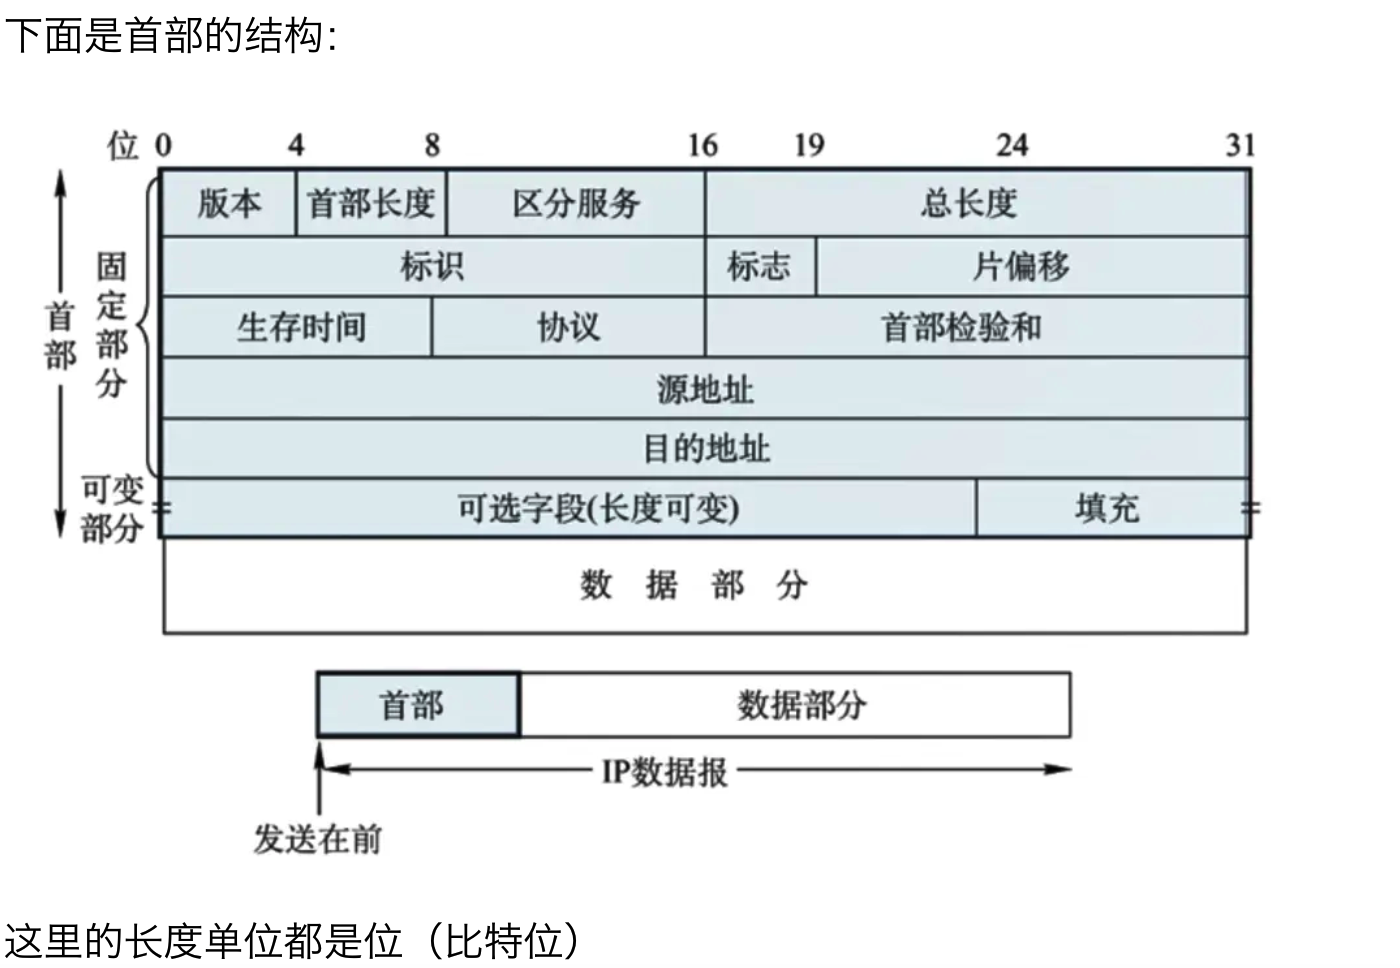 下面是首部的结构：
位 0 4 8 16 19 24 31
版本 首部长度 区分服务 总长度
标识 标志 片偏移
生存时间 协议 首部检验和
源地址
目的地址
可选字段(长度可变) 填充
首部
固定部分
可变
部分
数据部分
首部 数据部分
IP数据报
发送在前
这里的长度单位都是位（比特位）